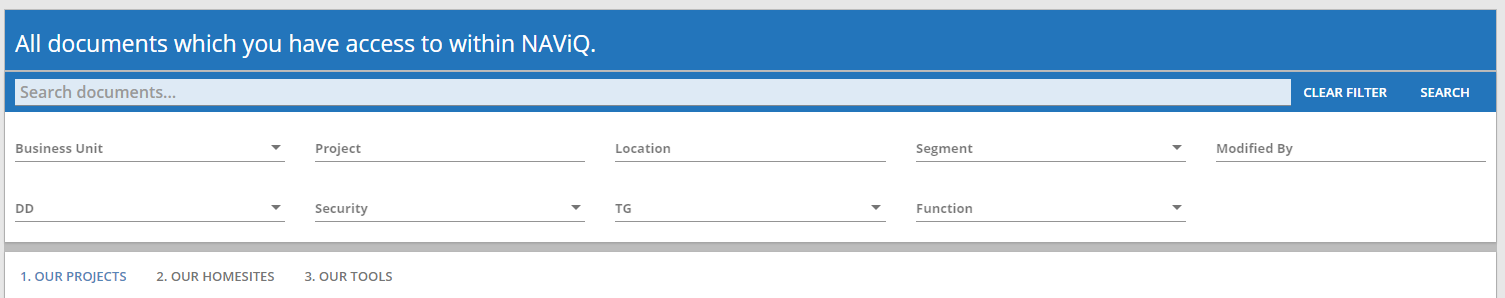 All documents which you have access to within NAViQ.
Search documents... CLEAR FILTER SEARCH
Business Unit Project Location Segment Modified By
DD Security TG Function
1. OUR PROJECTS 2. OUR HOMESITES 3. OUR TOOLS